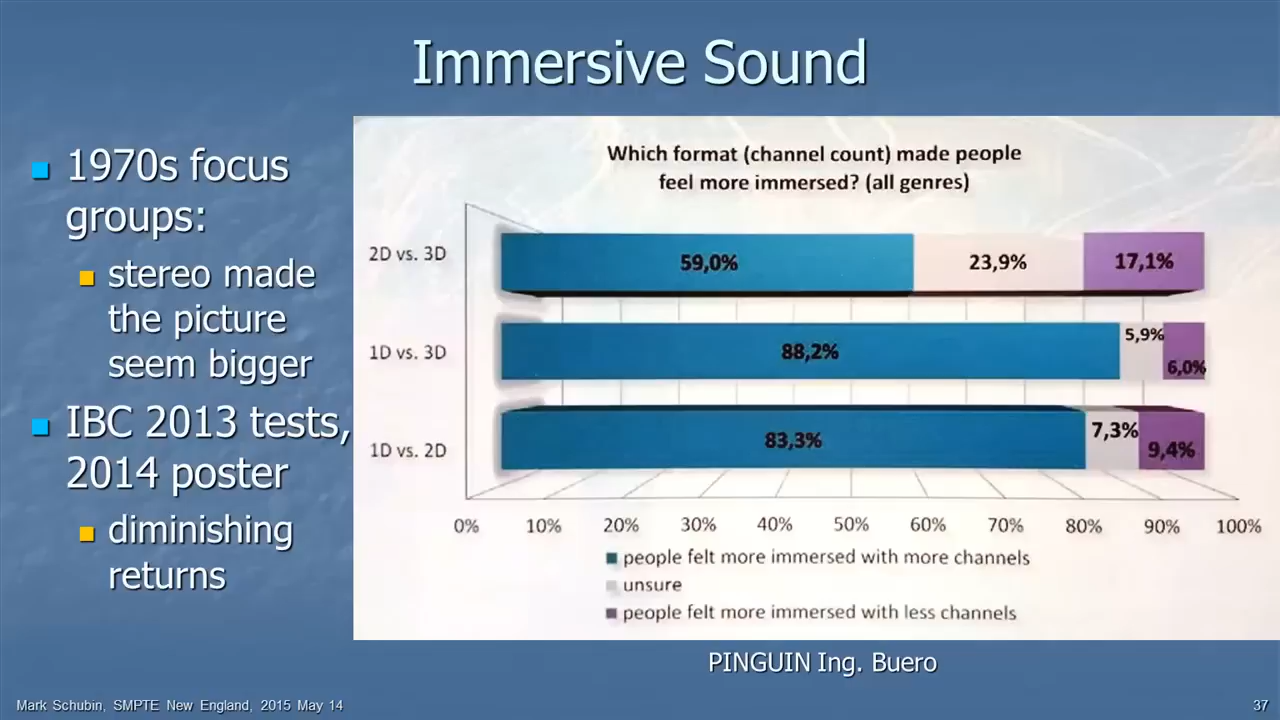 Immersive Sound
1970s focus
groups:
stereo made
the picture
seem bigger
IBC 2013 tests,
2014 poster
diminishing
returns
Which format (channel count) made people
feel more immersed? (all genres)
2D vs. 3D
59,0%
23,9%
17,1%
1D vs. 3D
88,2%
5,9%
6,0%
1D vs. 2D
83,3%
7,3%
9,4%
0% 10% 20% 30% 40% 50% 60% 70% 80% 90% 100%
people felt more immersed with more channels
unsure
people felt more immersed with less channels
PINGUIN Ing. Buero
Mark Schubin, SMPTE New England, 2015 May 14
37